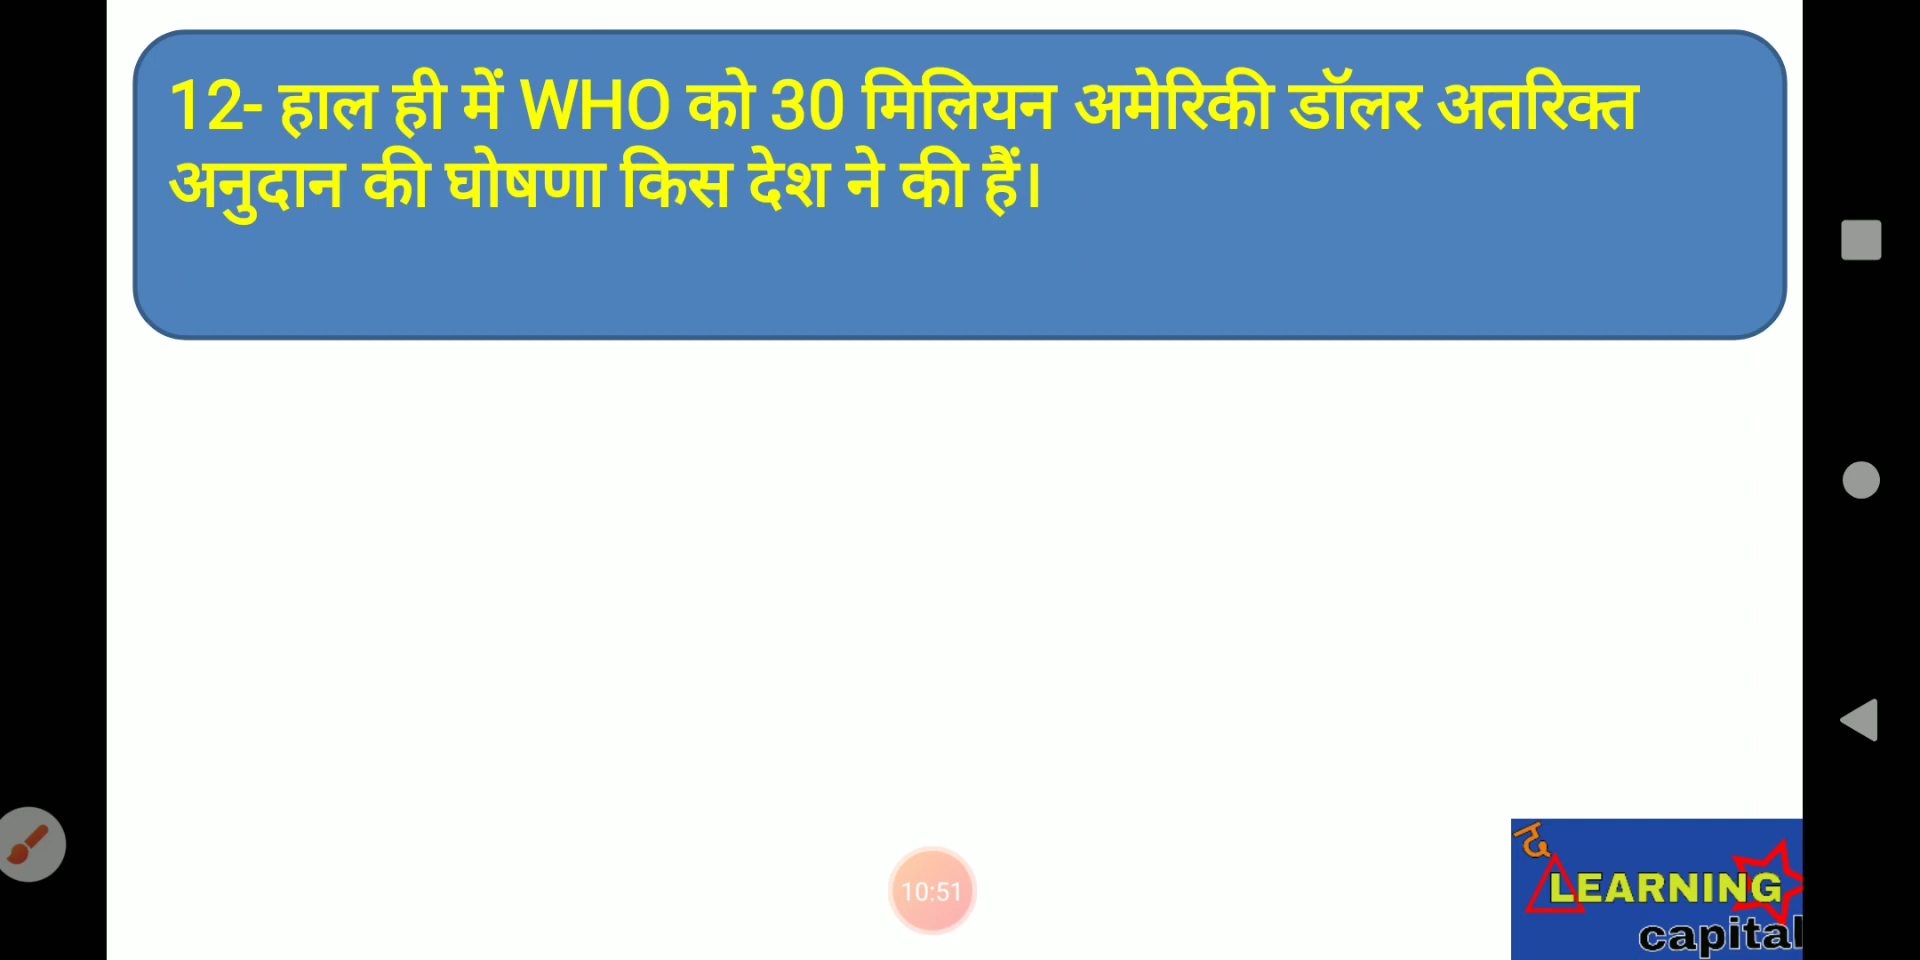 12- हाल ही में WHO को 30 मिलियन अमेरिकी डॉलर अतरिक्त
अनुदान की घोषणा किस देश ने की हैं।
10:51
द
LEARNING
capital